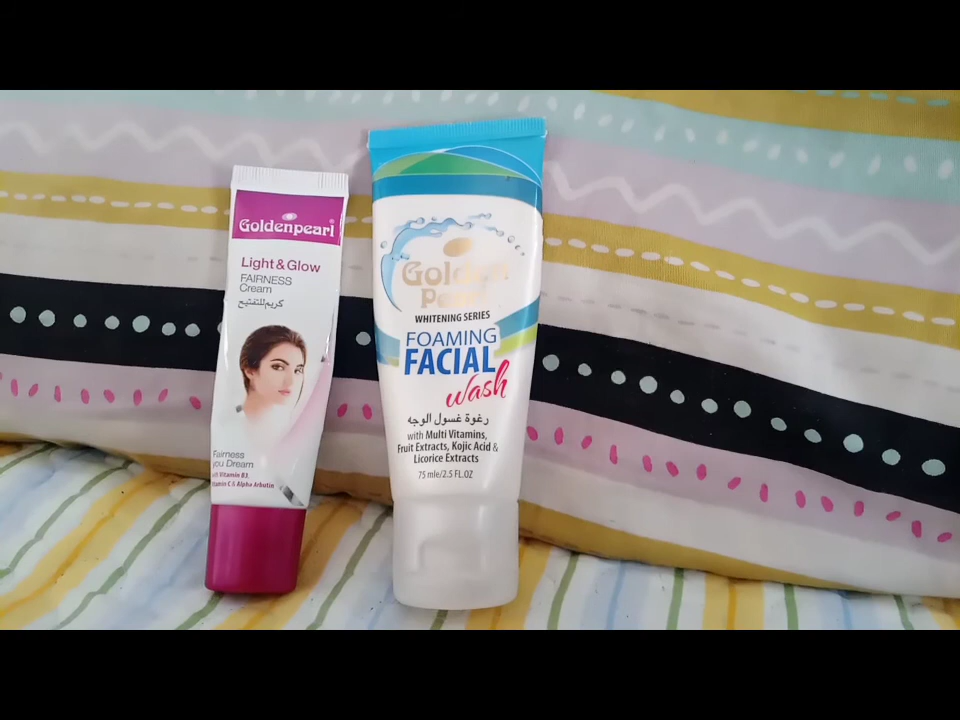 Goldenpearl
Light & Glow
FAIRNESS
Cream
كريم للتفتيح
Fairness
you Dream
Vitamin B3,
Vitamin C & Alpha Arbutin
Golden
pearl
WHITENING SERIES
FOAMING
FACIAL
wash
رغوة غسول الوجه
with Multi Vitamins,
Fruit Extracts, Kojic Acid &
Licorice Extracts
75 mle/2.5 FL.OZ